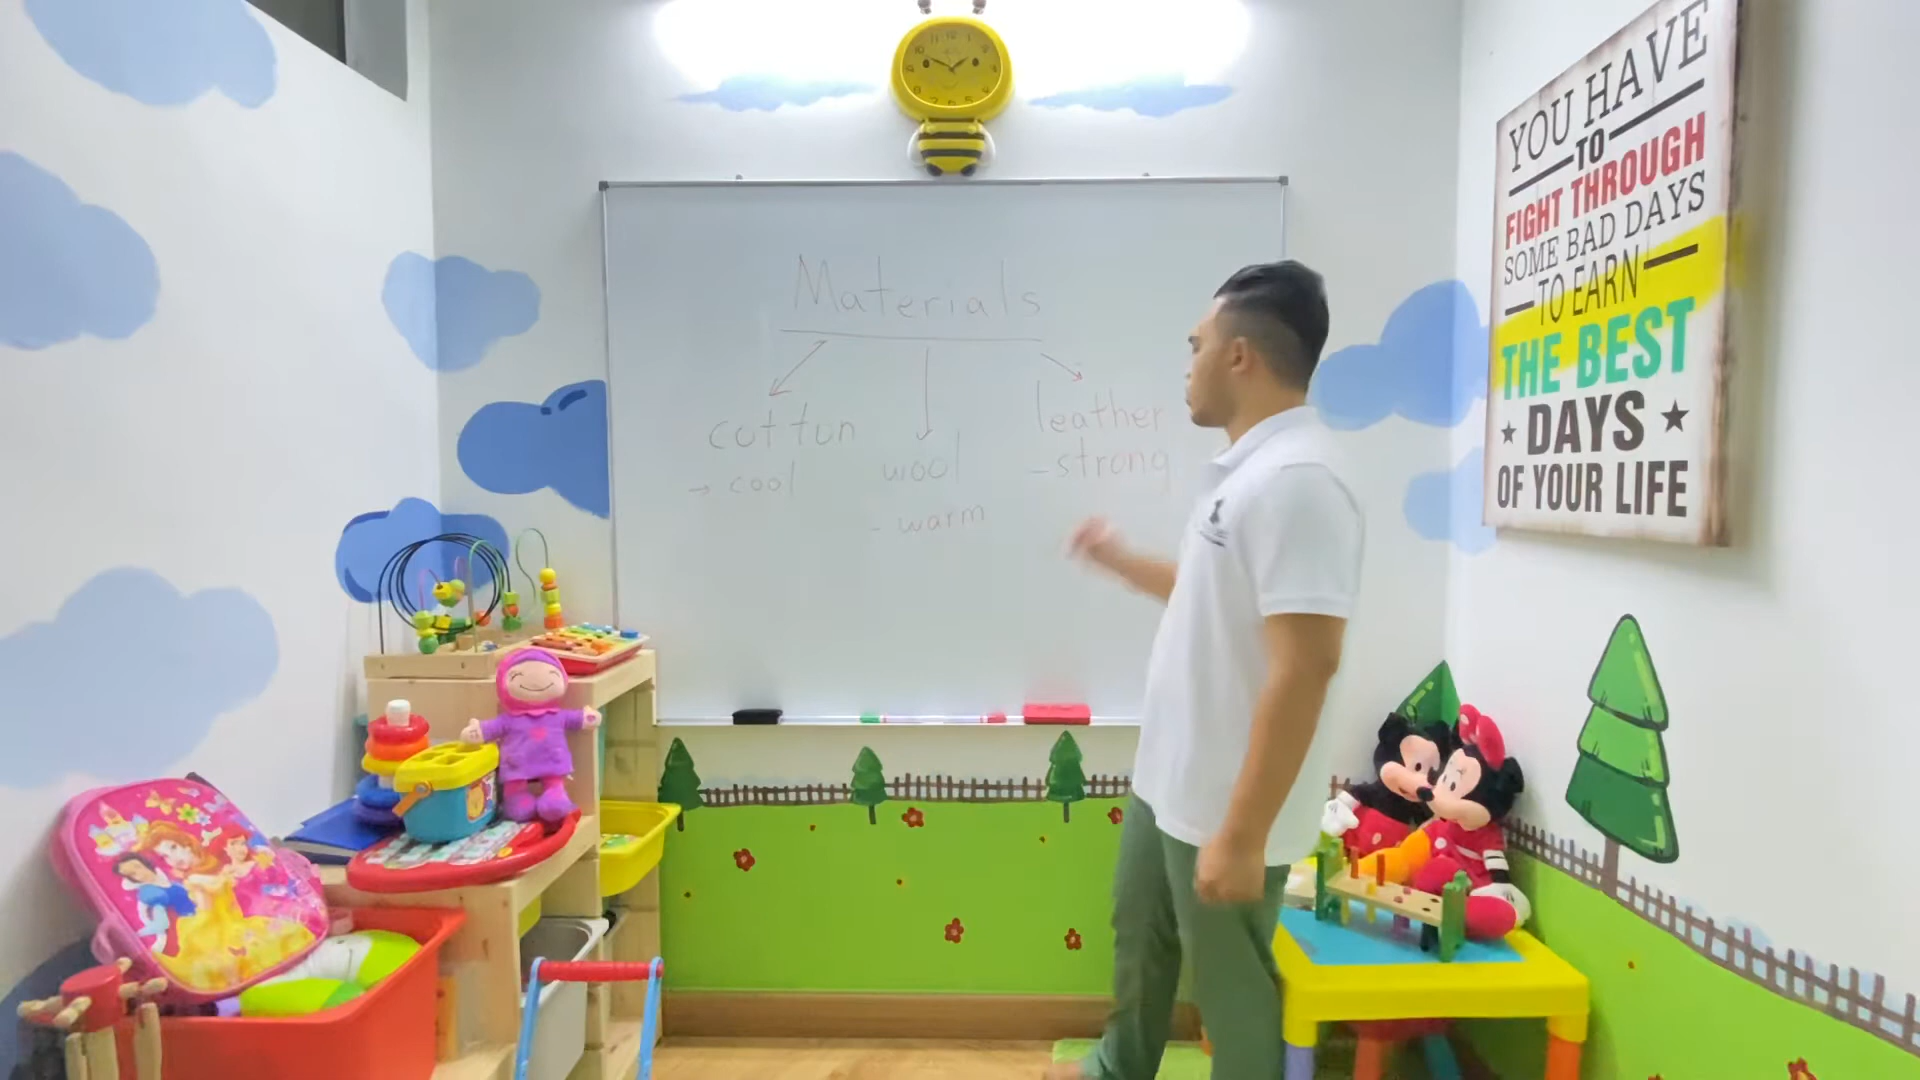 Materials
cotton
→ cool
wool
- warm
leather
- strong
YOU HAVE
TO
FIGHT THROUGH
SOME BAD DAYS
TO EARN
THE BEST
DAYS
OF YOUR LIFE